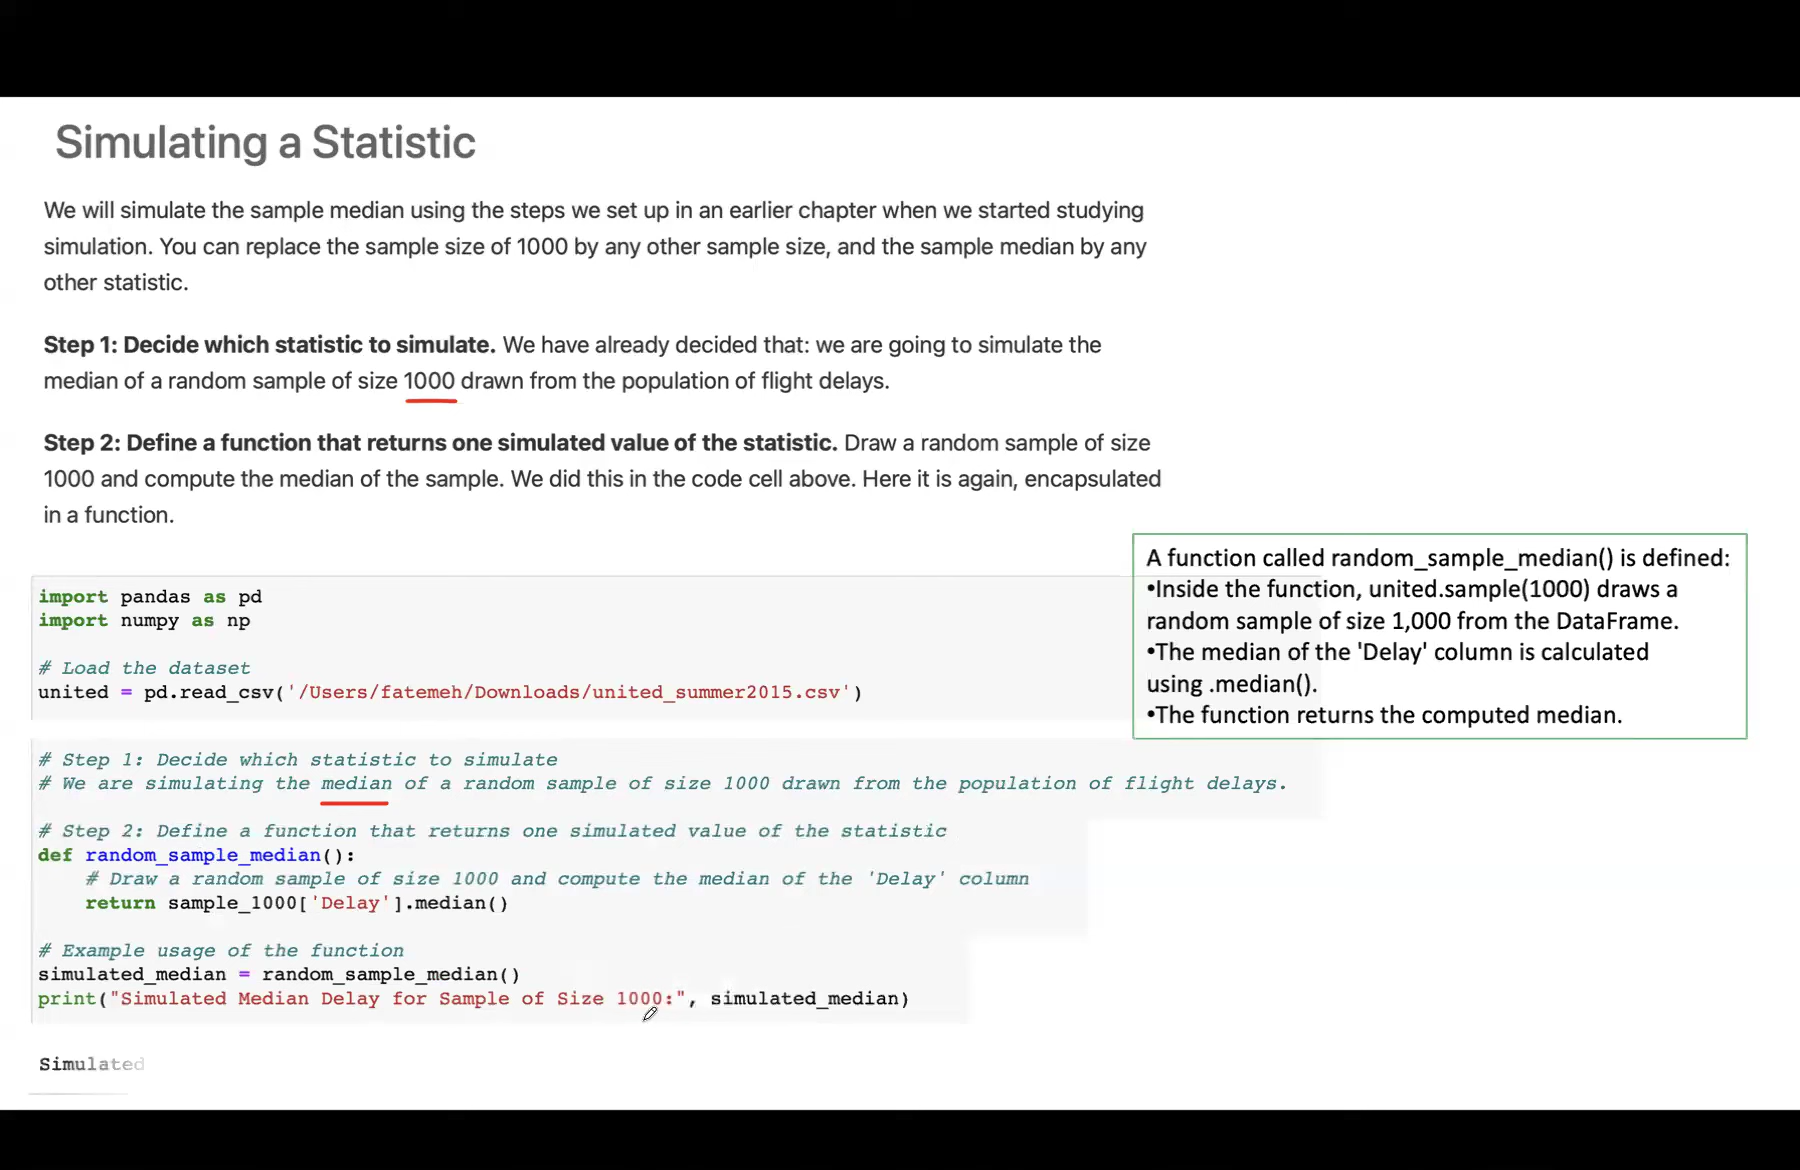 Simulating a Statistic
We will simulate the sample median using the steps we set up in an earlier chapter when we started studying
simulation. You can replace the sample size of 1000 by any other sample size, and the sample median by any
other statistic.
Step 1: Decide which statistic to simulate. We have already decided that: we are going to simulate the
median of a random sample of size 1000 drawn from the population of flight delays.
Step 2: Define a function that returns one simulated value of the statistic. Draw a random sample of size
1000 and compute the median of the sample. We did this in the code cell above. Here it is again, encapsulated
in a function.
A function called random_sample_median() is defined:
•Inside the function, united.sample(1000) draws a
random sample of size 1,000 from the DataFrame.
•The median of the 'Delay' column is calculated
using .median().
•The function returns the computed median.
import pandas as pd
import numpy as np
# Load the dataset
united = pd.read_csv('/Users/fatemeh/Downloads/united_summer2015.csv')
# Step 1: Decide which statistic to simulate
# We are simulating the median of a random sample of size 1000 drawn from the population of flight delays.
# Step 2: Define a function that returns one simulated value of the statistic
def random_sample_median():
    # Draw a random sample of size 1000 and compute the median of the 'Delay' column
    return sample_1000['Delay'].median()
# Example usage of the function
simulated_median = random_sample_median()
print("Simulated Median Delay for Sample of Size 1000:", simulated_median)
Simulated